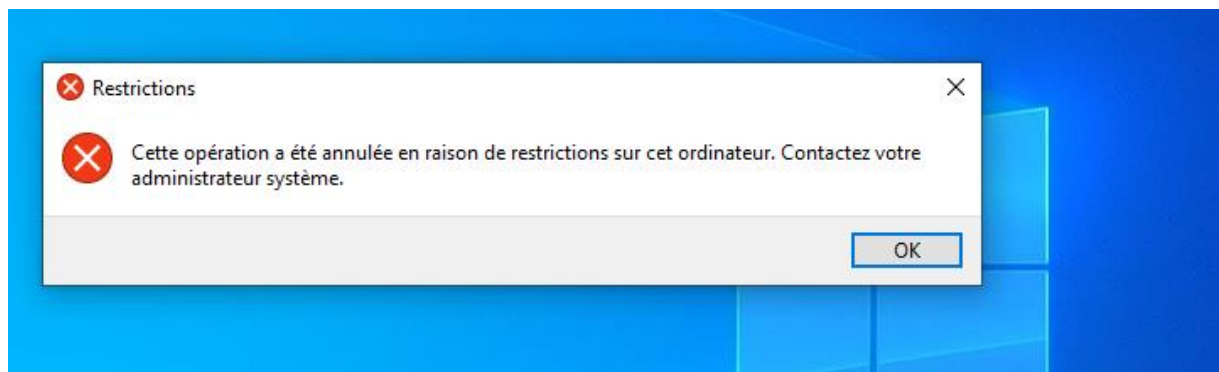 Restrictions
Cette opération a été annulée en raison de restrictions sur cet ordinateur. Contactez votre
administrateur système.
OK